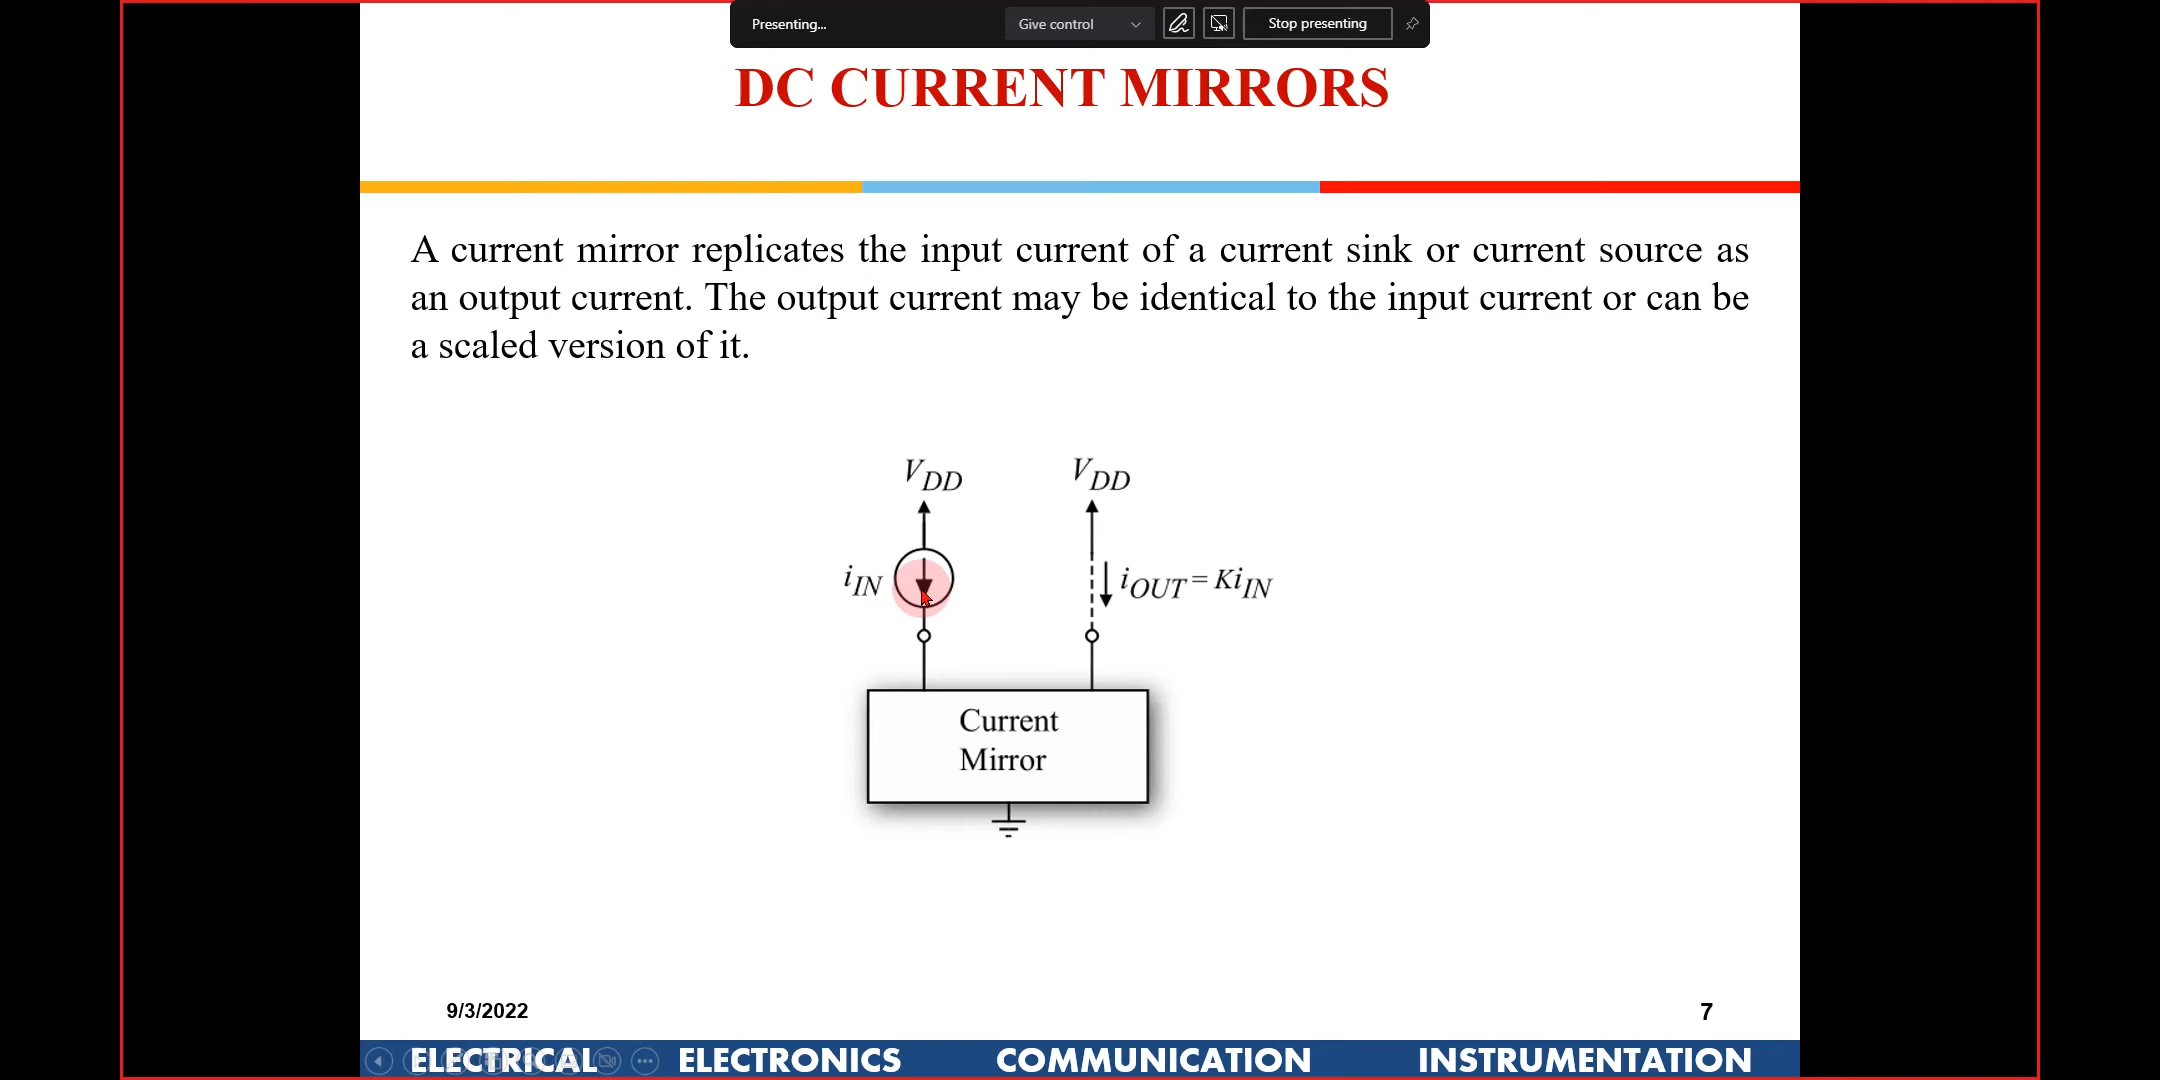 Presenting...
Give control
Stop presenting
DC CURRENT MIRRORS
A current mirror replicates the input current of a current sink or current source as
an output current. The output current may be identical to the input current or can be
a scaled version of it.
VDD VDD
iIN iOUT = KiIN
Current
Mirror
9/3/2022 7
ELECTRICAL ELECTRONICS COMMUNICATION INSTRUMENTATION